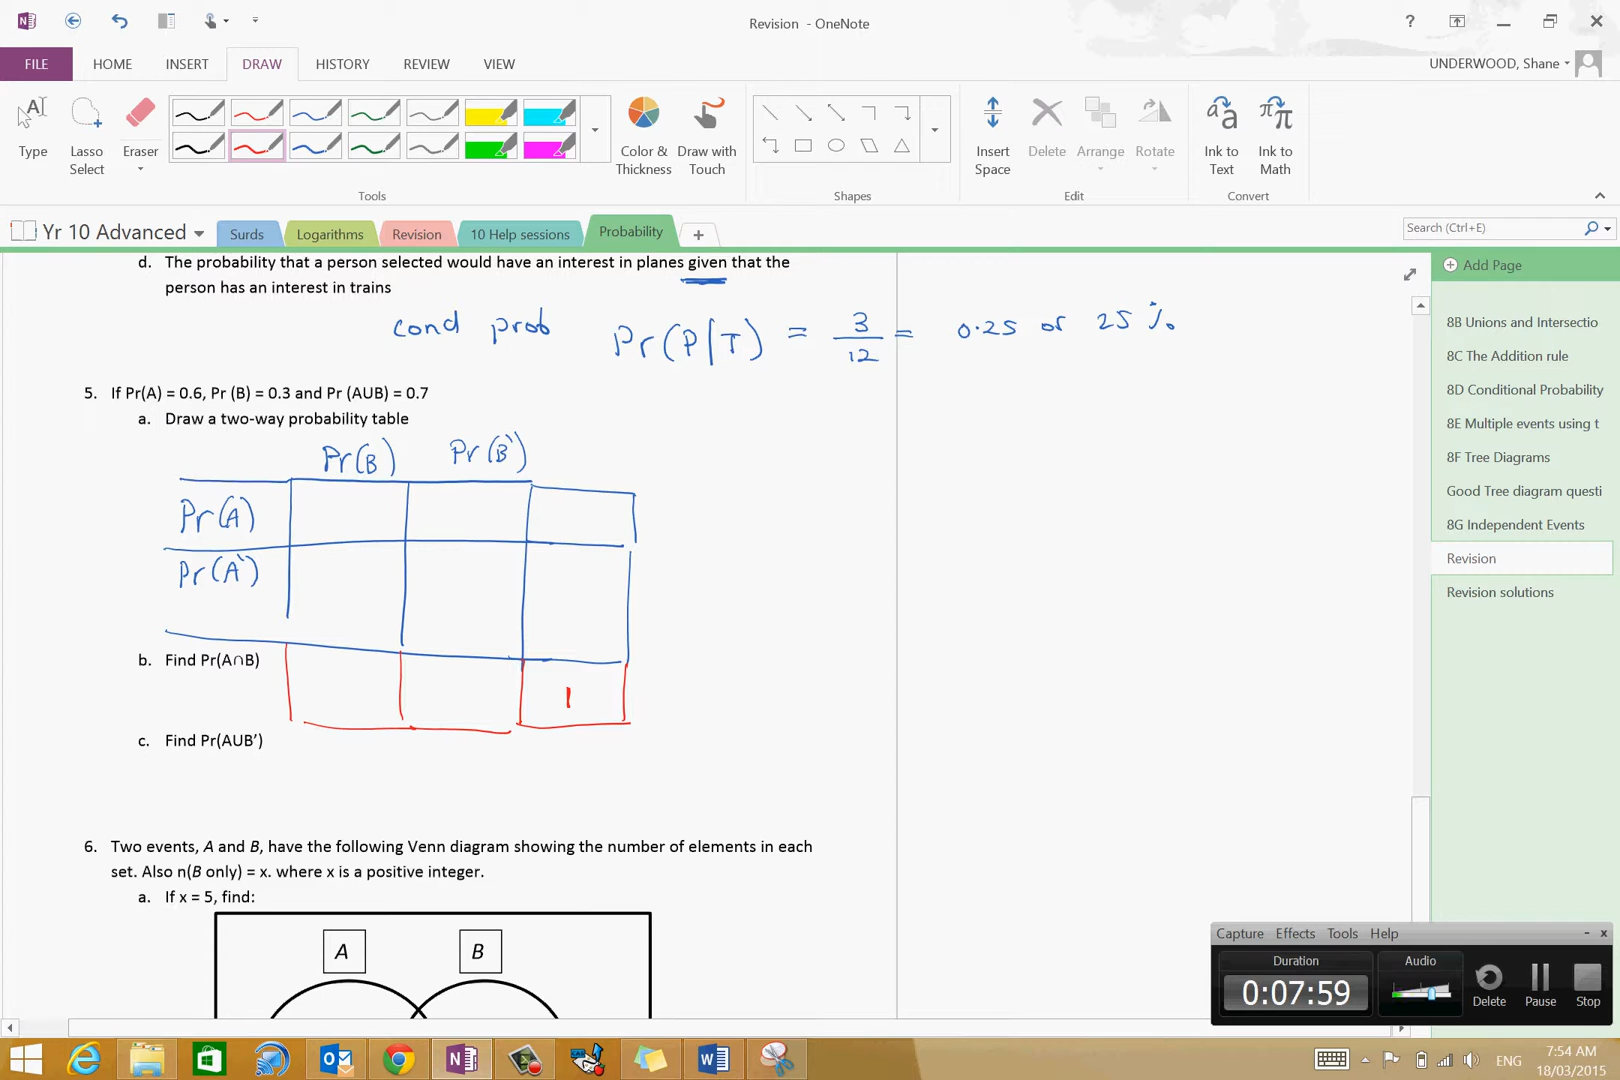 Revision - OneNote
FILE HOME INSERT DRAW HISTORY REVIEW VIEW
UNDERWOOD, Shane
Type Lasso Select Eraser Color & Thickness Draw with Touch Insert Space Delete Arrange Rotate Ink to Text Ink to Math
Tools Shapes Edit Convert
Yr 10 Advanced Surds Logarithms Revision 10 Help sessions Probability
Search (Ctrl+E)
d. The probability that a person selected would have an interest in planes given that the
person has an interest in trains
cond prob Pr(P|T) = 3/12 = 0.25 or 25 %
5. If Pr(A) = 0.6, Pr (B) = 0.3 and Pr (AUB) = 0.7
a. Draw a two-way probability table
Pr(B) Pr(B')
Pr(A)
Pr(A')
b. Find Pr(A∩B)
1
c. Find Pr(AUB’)
6. Two events, A and B, have the following Venn diagram showing the number of elements in each
set. Also n(B only) = x. where x is a positive integer.
a. If x = 5, find:
A B
Add Page
8B Unions and Intersectio
8C The Addition rule
8D Conditional Probability
8E Multiple events using t
8F Tree Diagrams
Good Tree diagram questi
8G Independent Events
Revision
Revision solutions
Capture Effects Tools Help
Duration Audio
0:07:59
Delete Pause Stop
ENG
7:54 AM
18/03/2015